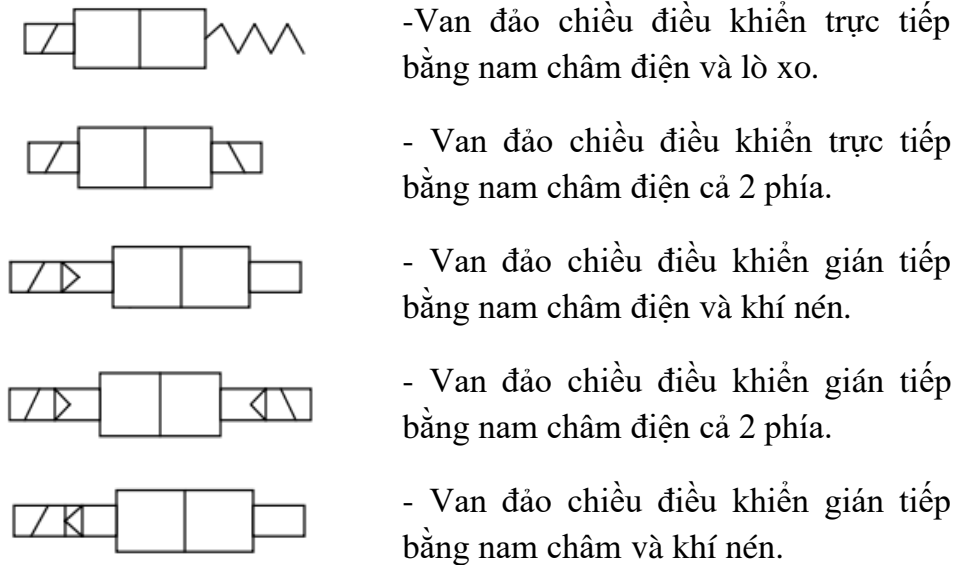 -Van đảo chiều điều khiển trực tiếp
bằng nam châm điện và lò xo.
- Van đảo chiều điều khiển trực tiếp
bằng nam châm điện cả 2 phía.
- Van đảo chiều điều khiển gián tiếp
bằng nam châm điện và khí nén.
- Van đảo chiều điều khiển gián tiếp
bằng nam châm điện cả 2 phía.
- Van đảo chiều điều khiển gián tiếp
bằng nam châm và khí nén.